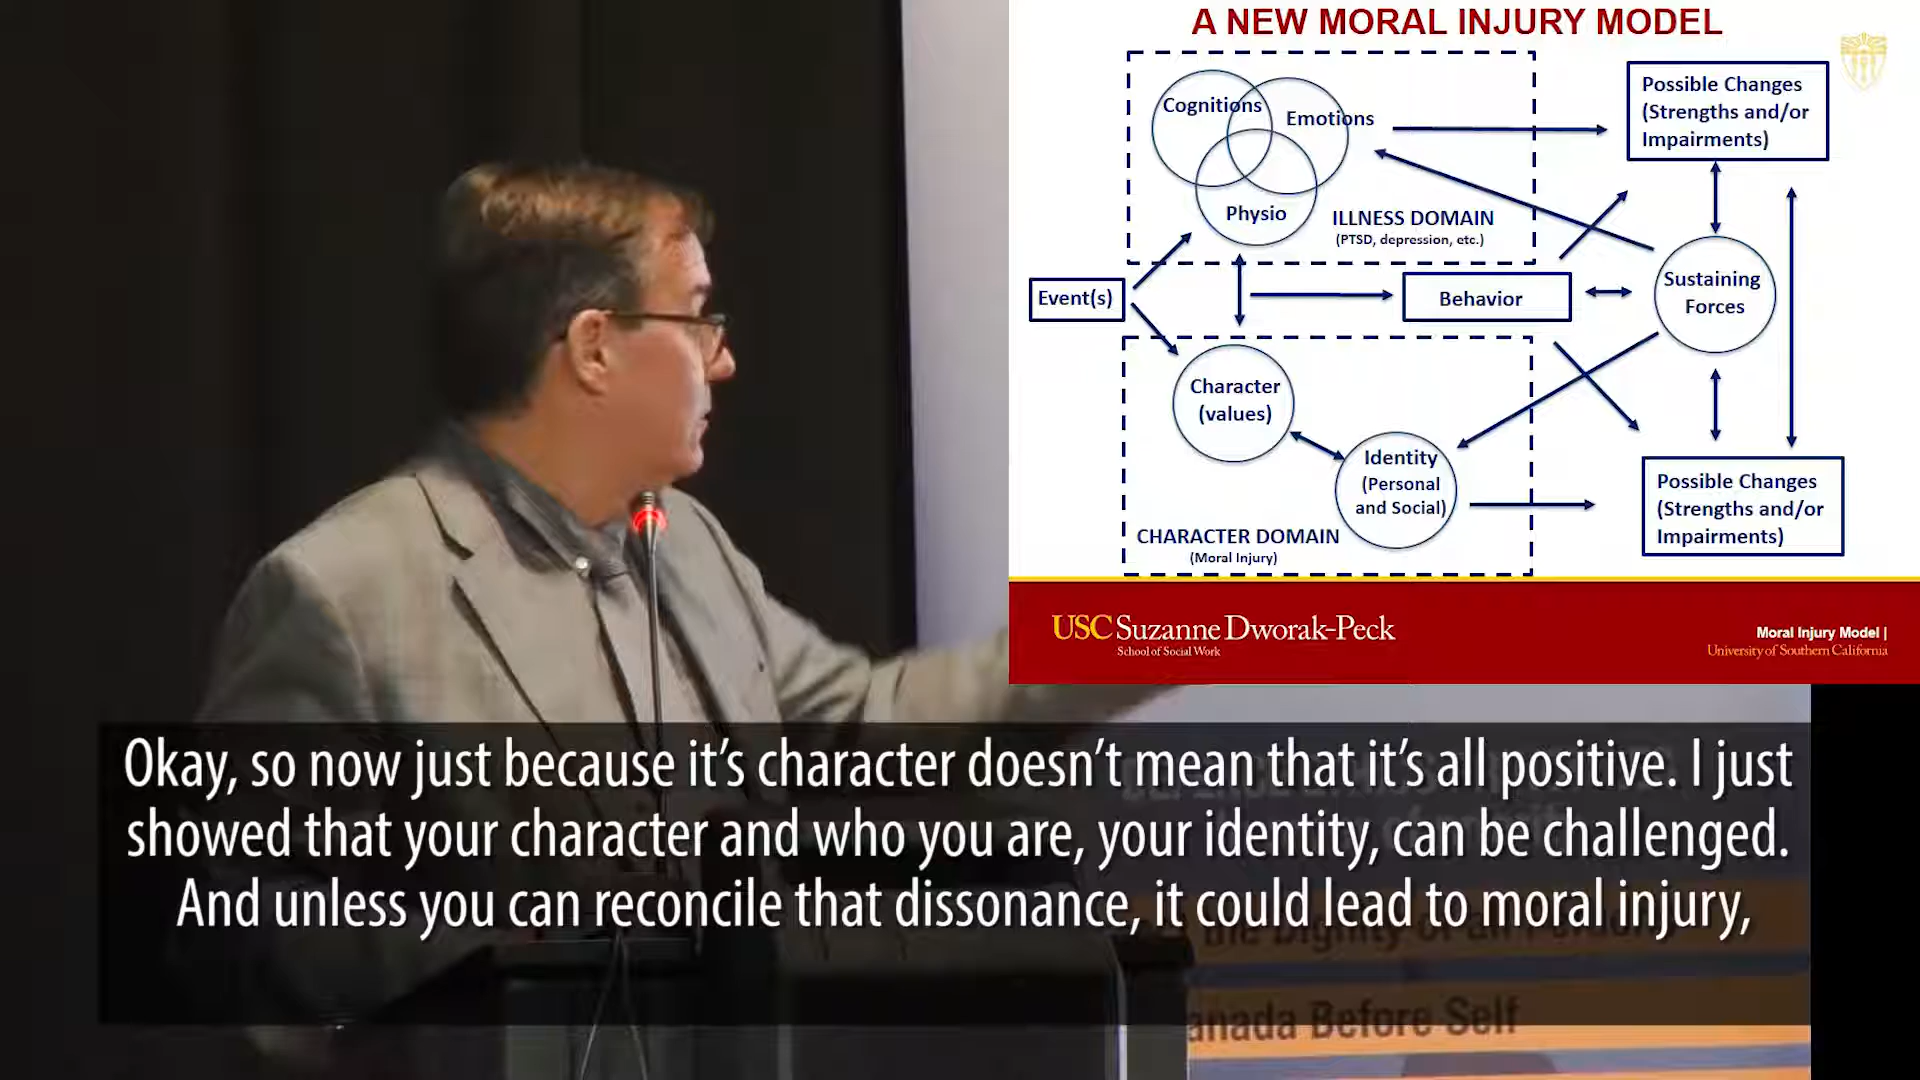 A NEW MORAL INJURY MODEL
Cognitions
Emotions
Physio
ILLNESS DOMAIN
(PTSD, depression, etc.)
Possible Changes
(Strengths and/or
Impairments)
Event(s)
Behavior
Sustaining
Forces
Character
(values)
Identity
(Personal
and Social)
CHARACTER DOMAIN
(Moral Injury)
Possible Changes
(Strengths and/or
Impairments)
USC Suzanne Dworak-Peck
School of Social Work
Moral Injury Model |
University of Southern California
Okay, so now just because it's character doesn't mean that it's all positive. I just
showed that your character and who you are, your identity, can be challenged.
And unless you can reconcile that dissonance, it could lead to moral injury,
the Dignity of all
anada Before Self